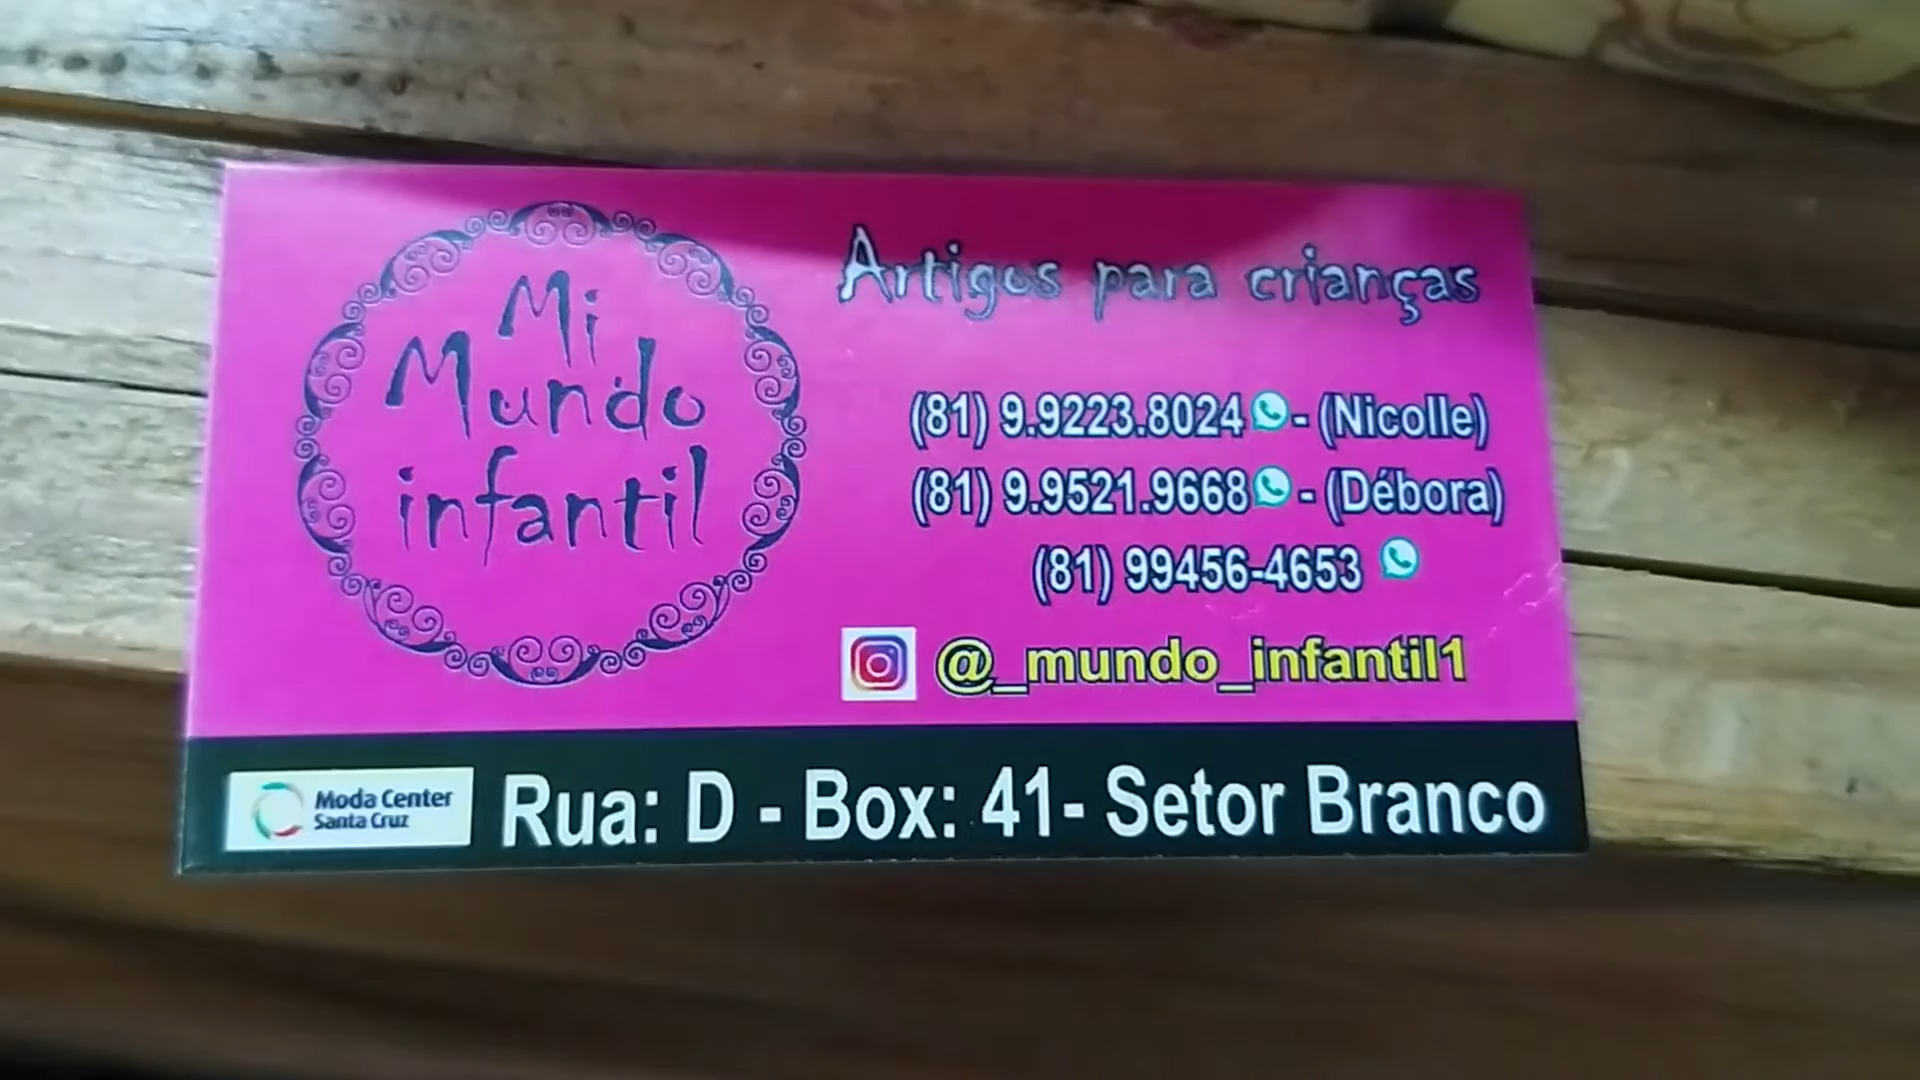 Mi
Mundo
infantil
Artigos para crianças
(81) 9.9223.8024 - (Nicolle)
(81) 9.9521.9668 - (Débora)
(81) 99456-4653
@_mundo_infantil1
Moda Center
Santa Cruz
Rua: D - Box: 41- Setor Branco